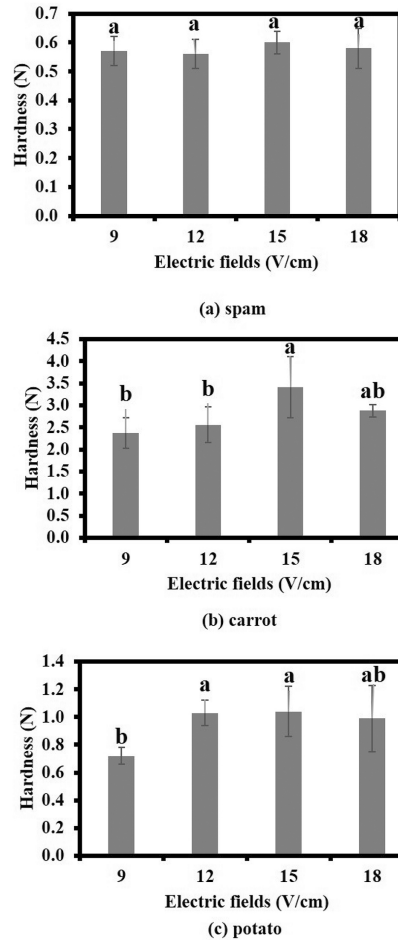 0.7
a
a
a
a
0.6
0.5
0.4
0.3
0.2
0.1
0.0
Hardness (N)
9 12 15 18
Electric fields (V/cm)
(a) spam
4.5
a
4.0
3.5
b
b
ab
3.0
2.5
2.0
1.5
1.0
0.5
0.0
Hardness (N)
9 12 15 18
Electric fields (V/cm)
(b) carrot
1.4
a
a
ab
1.2
1.0
b
0.8
0.6
0.4
0.2
0.0
Hardness (N)
9 12 15 18
Electric fields (V/cm)
(c) potato